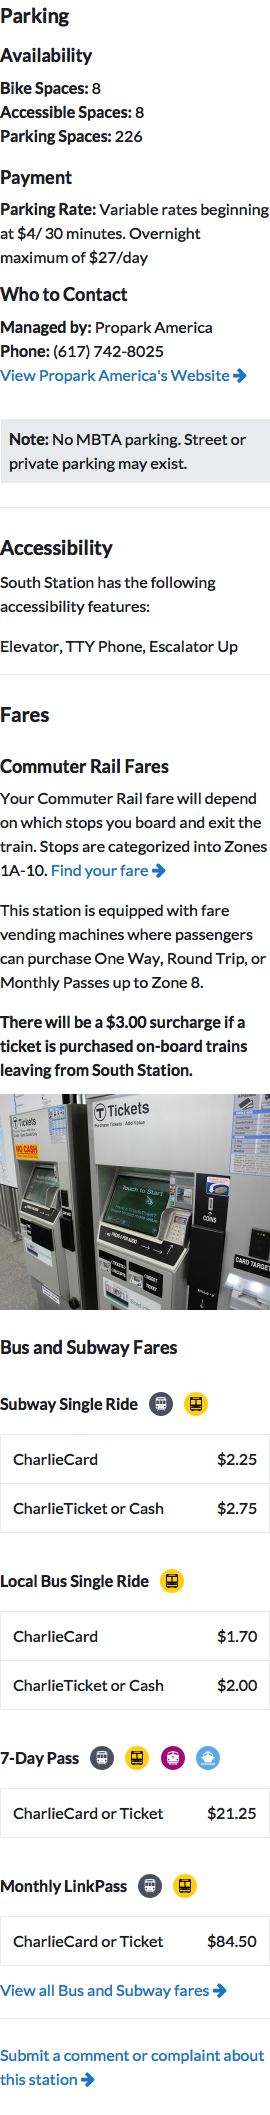 Parking
Availability
Bike Spaces: 8
Accessible Spaces: 8
Parking Spaces: 226
Payment
Parking Rate: Variable rates beginning
at $4/ 30 minutes. Overnight
maximum of $27/day
Who to Contact
Managed by: Propark America
Phone: (617) 742-8025
View Propark America's Website
Note: No MBTA parking. Street or
private parking may exist.
Accessibility
South Station has the following
accessibility features:
Elevator, TTY Phone, Escalator Up
Fares
Commuter Rail Fares
Your Commuter Rail fare will depend
on which stops you board and exit the
train. Stops are categorized into Zones
1A-10. Find your fare
This station is equipped with fare
vending machines where passengers
can purchase One Way, Round Trip, or
Monthly Passes up to Zone 8.
There will be a $3.00 surcharge if a
ticket is purchased on-board trains
leaving from South Station.
T Tickets
Purchase Tickets · Add Value
T Tickets
NO CASH
Touch to Start
COINS
CARD TARGET
Bus and Subway Fares
Subway Single Ride
CharlieCard $2.25
CharlieTicket or Cash $2.75
Local Bus Single Ride
CharlieCard $1.70
CharlieTicket or Cash $2.00
7-Day Pass
CharlieCard or Ticket $21.25
Monthly LinkPass
CharlieCard or Ticket $84.50
View all Bus and Subway fares
Submit a comment or complaint about
this station